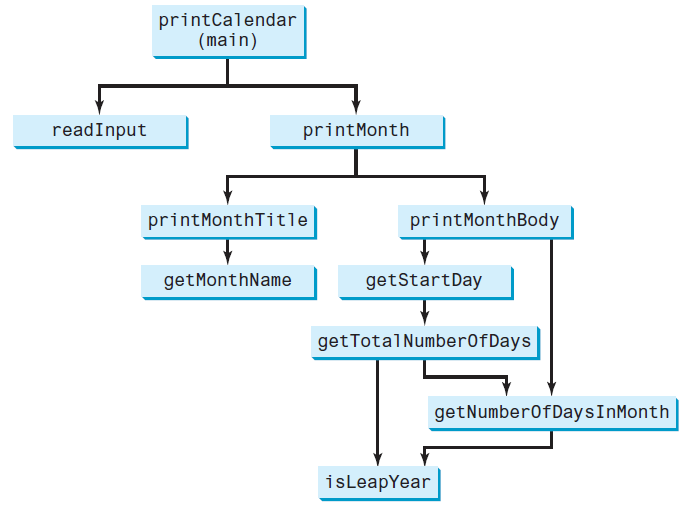 printCalendar
(main)
readInput
printMonth
printMonthTitle
printMonthBody
getMonthName
getStartDay
getTotalNumberOfDays
getNumberOfDaysInMonth
isLeapYear